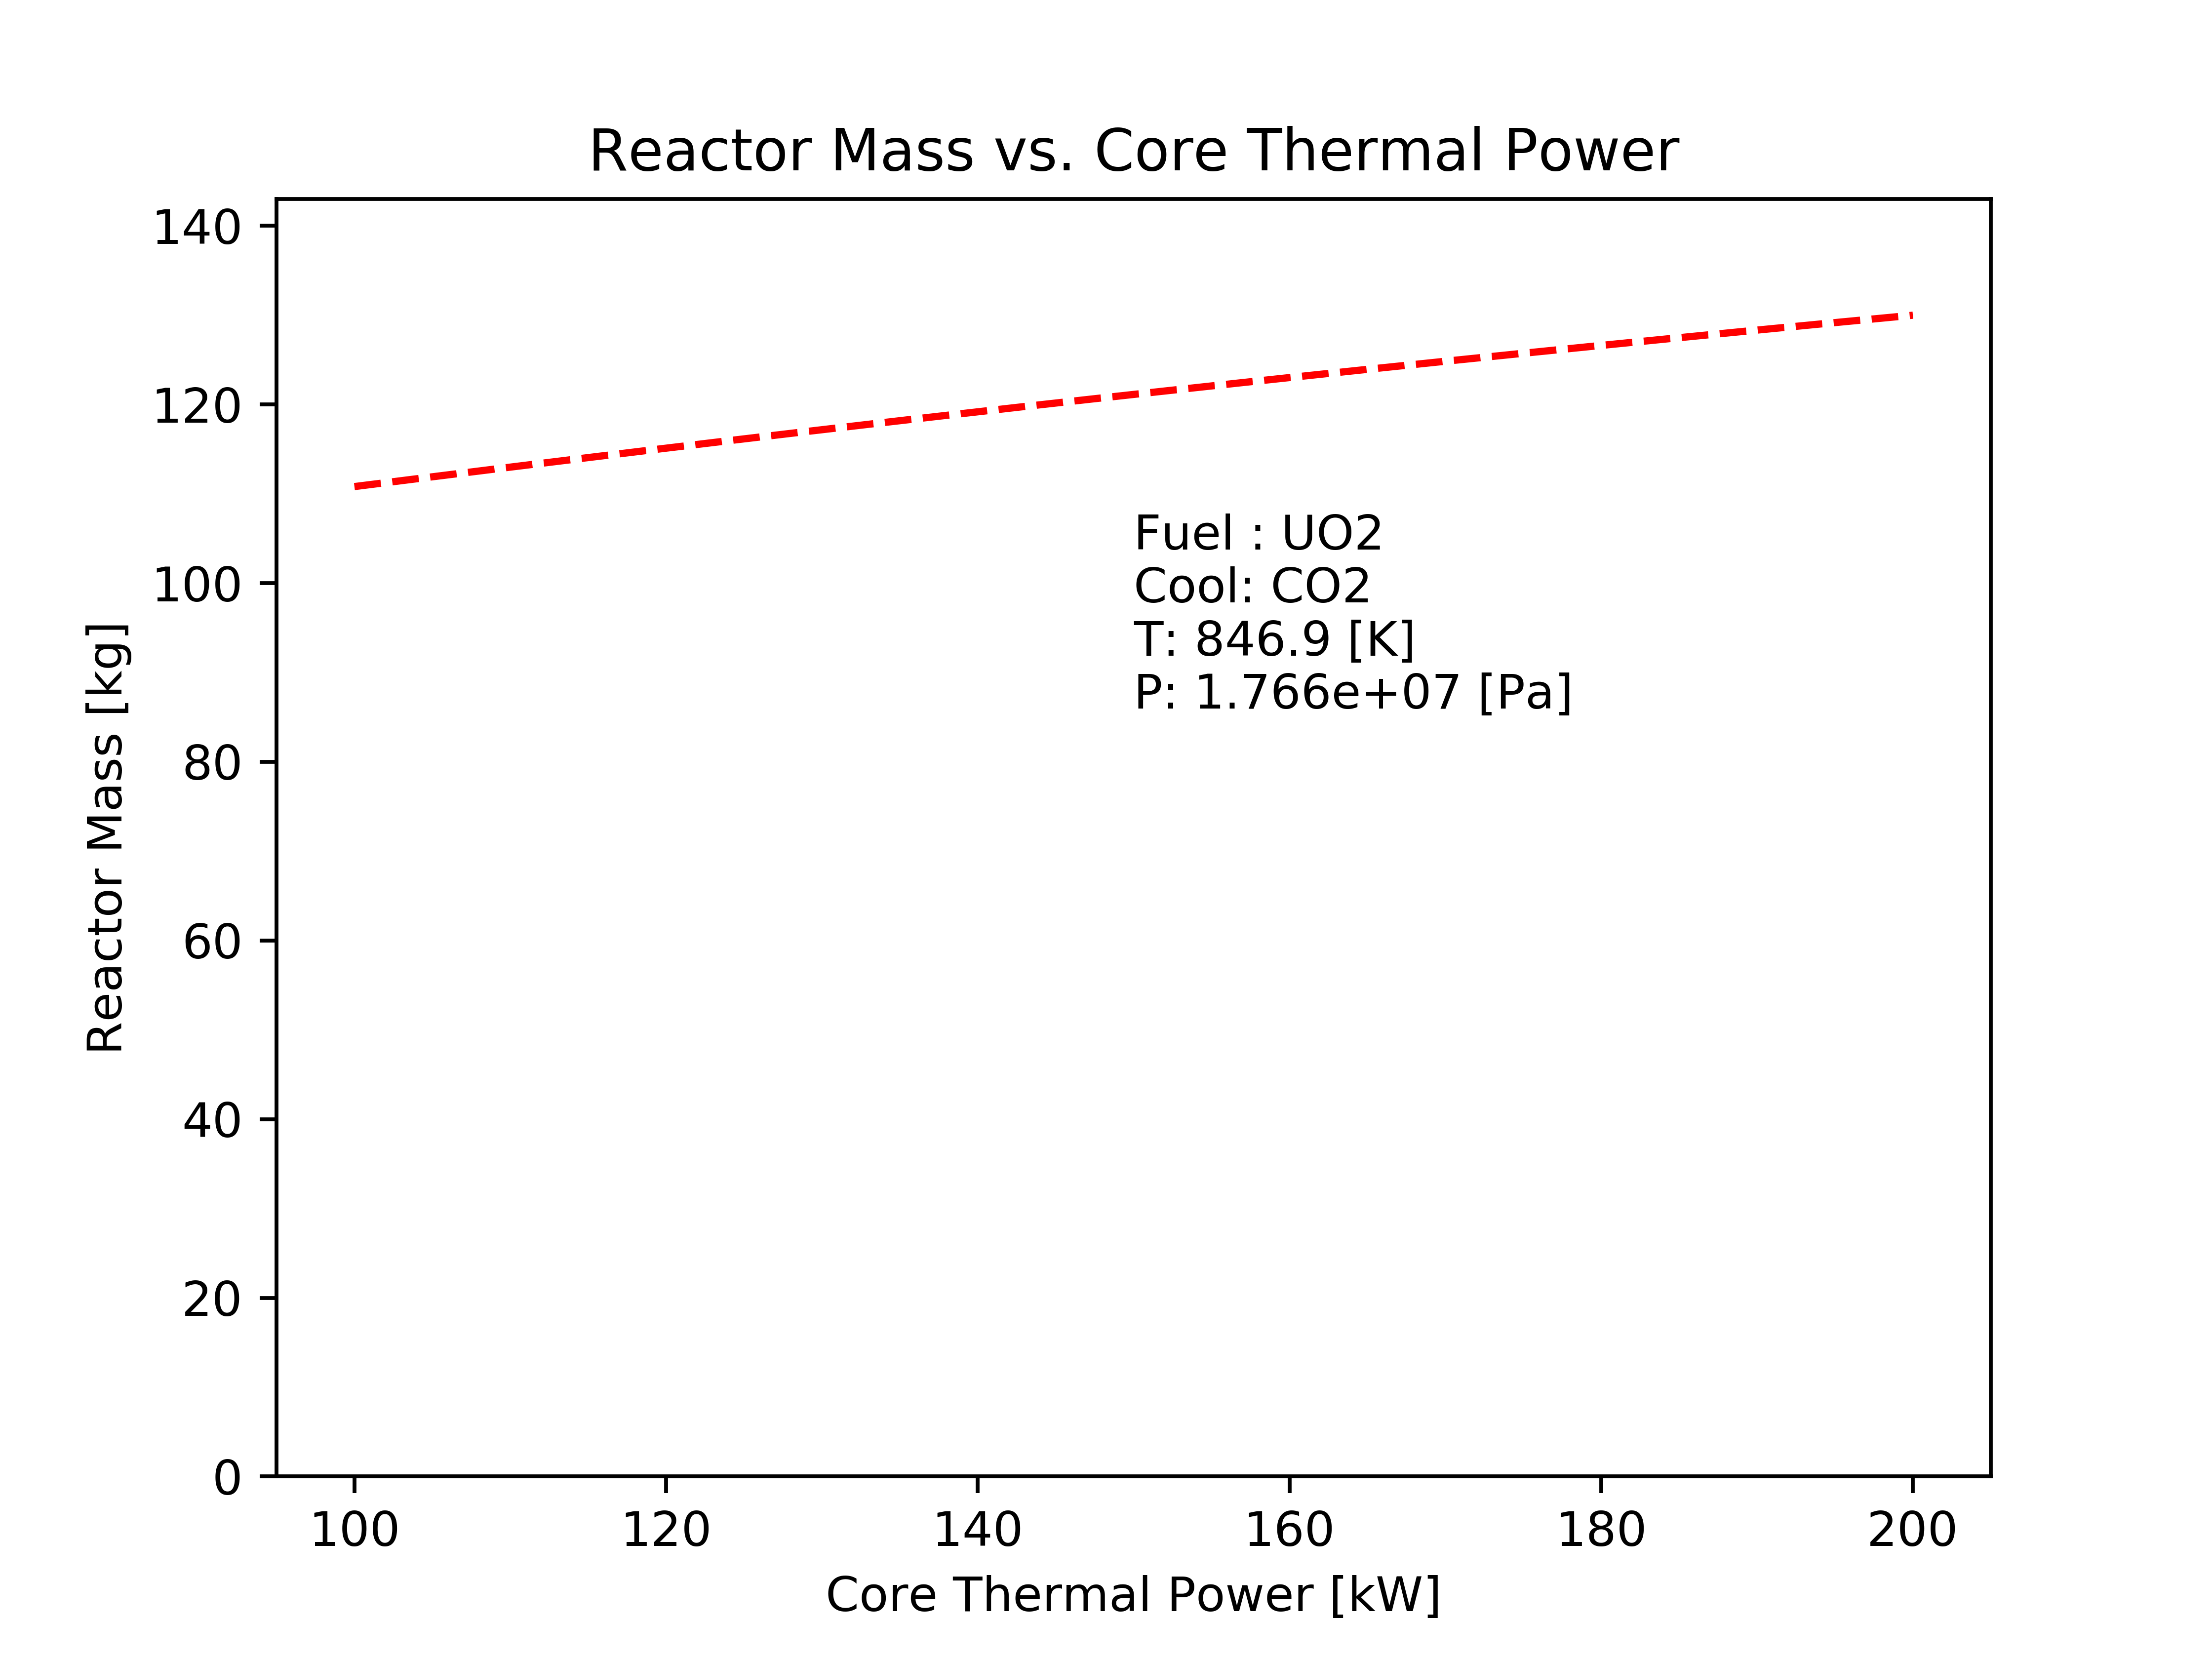 Reactor Mass vs. Core Thermal Power
140
120
100
80
60
40
20
0
Reactor Mass [kg]
Fuel : UO2
Cool: CO2
T: 846.9 [K]
P: 1.766e+07 [Pa]
100 120 140 160 180 200
Core Thermal Power [kW]